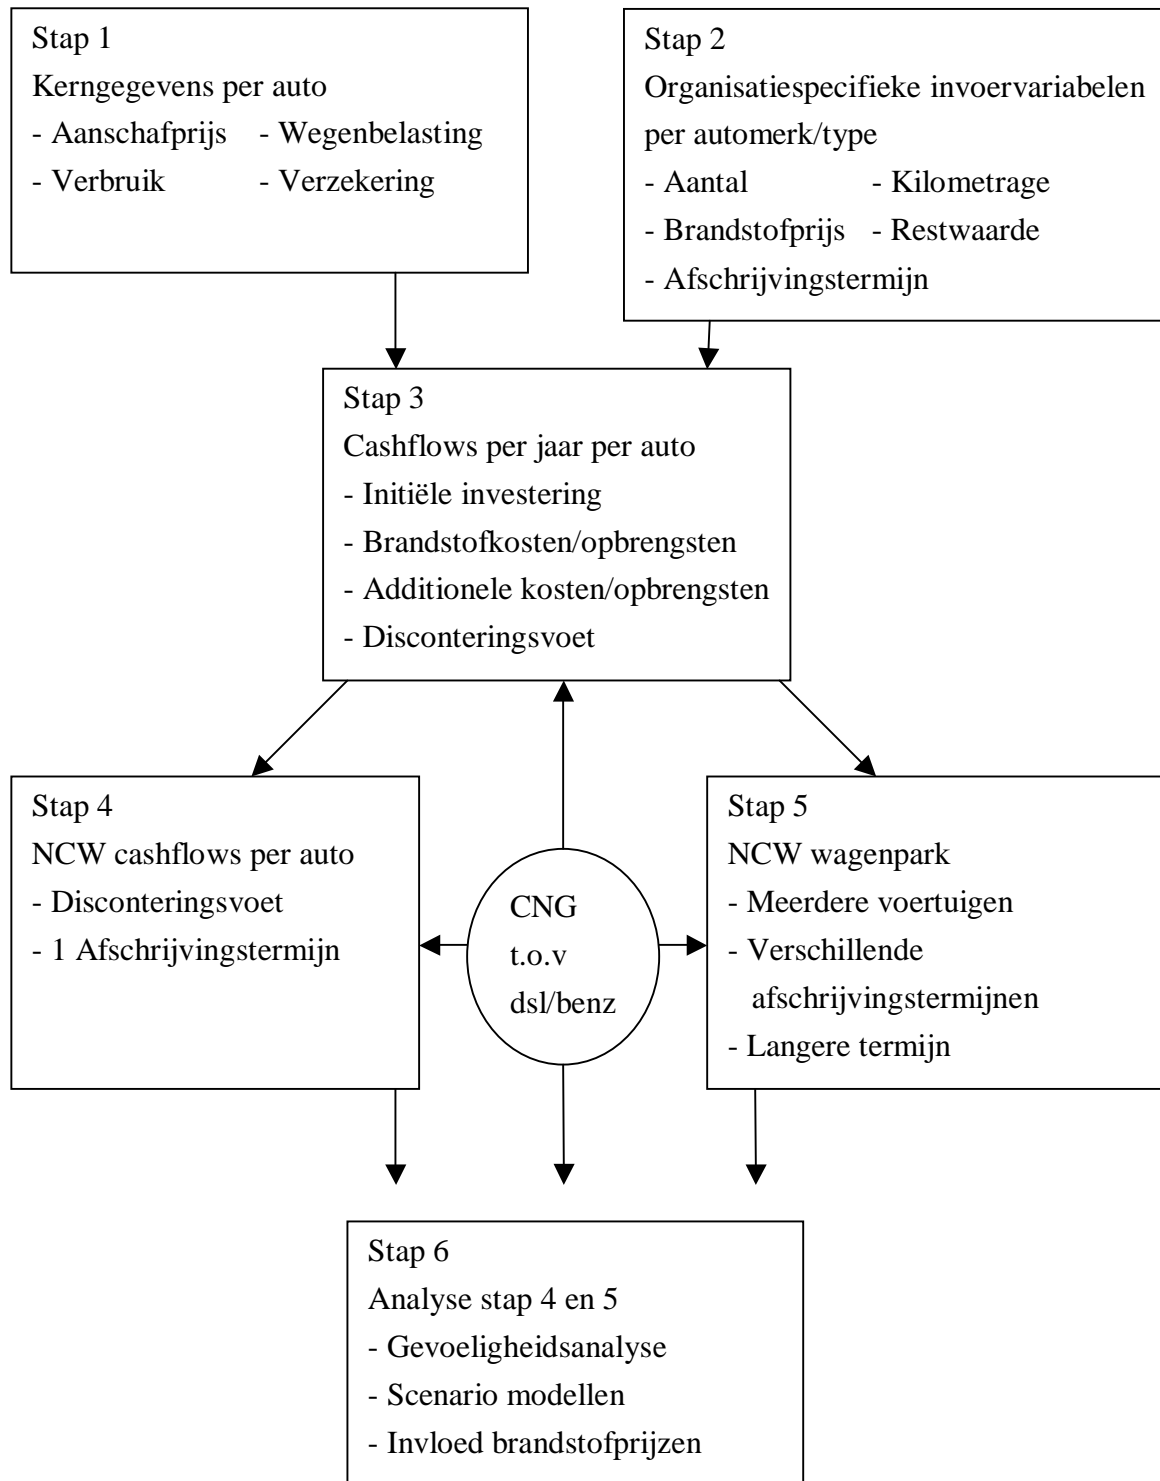 Stap 1
Kerngegevens per auto
- Aanschafprijs - Wegenbelasting
- Verbruik - Verzekering
Stap 2
Organisatiespecifieke invoervariabelen
per automerk/type
- Aantal - Kilometrage
- Brandstofprijs - Restwaarde
- Afschrijvingstermijn
Stap 3
Cashflows per jaar per auto
- Initiële investering
- Brandstofkosten/opbrengsten
- Additionele kosten/opbrengsten
- Disconteringsvoet
Stap 4
NCW cashflows per auto
- Disconteringsvoet
- 1 Afschrijvingstermijn
CNG
t.o.v
dsl/benz
Stap 5
NCW wagenpark
- Meerdere voertuigen
- Verschillende
afschrijvingstermijnen
- Langere termijn
Stap 6
Analyse stap 4 en 5
- Gevoeligheidsanalyse
- Scenario modellen
- Invloed brandstofprijzen